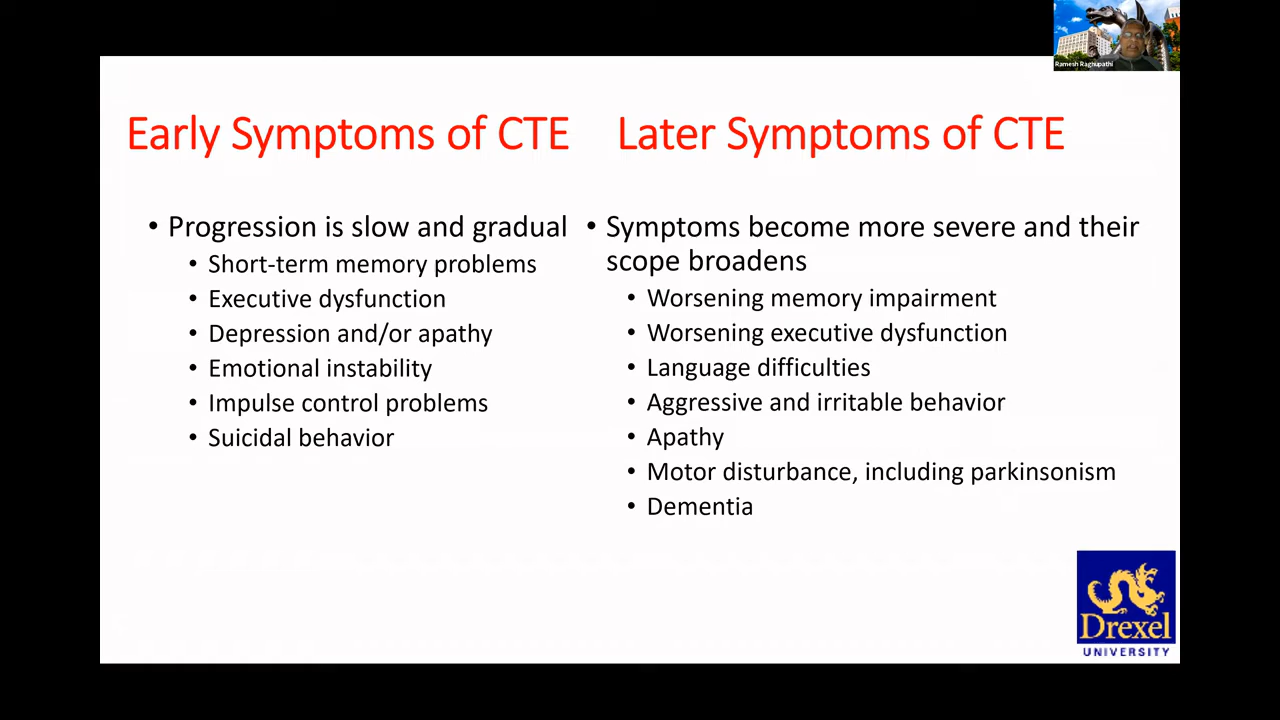 Ramesh Raghupathi
Early Symptoms of CTE
• Progression is slow and gradual
• Short-term memory problems
• Executive dysfunction
• Depression and/or apathy
• Emotional instability
• Impulse control problems
• Suicidal behavior
Later Symptoms of CTE
• Symptoms become more severe and their
scope broadens
• Worsening memory impairment
• Worsening executive dysfunction
• Language difficulties
• Aggressive and irritable behavior
• Apathy
• Motor disturbance, including parkinsonism
• Dementia
Drexel
UNIVERSITY